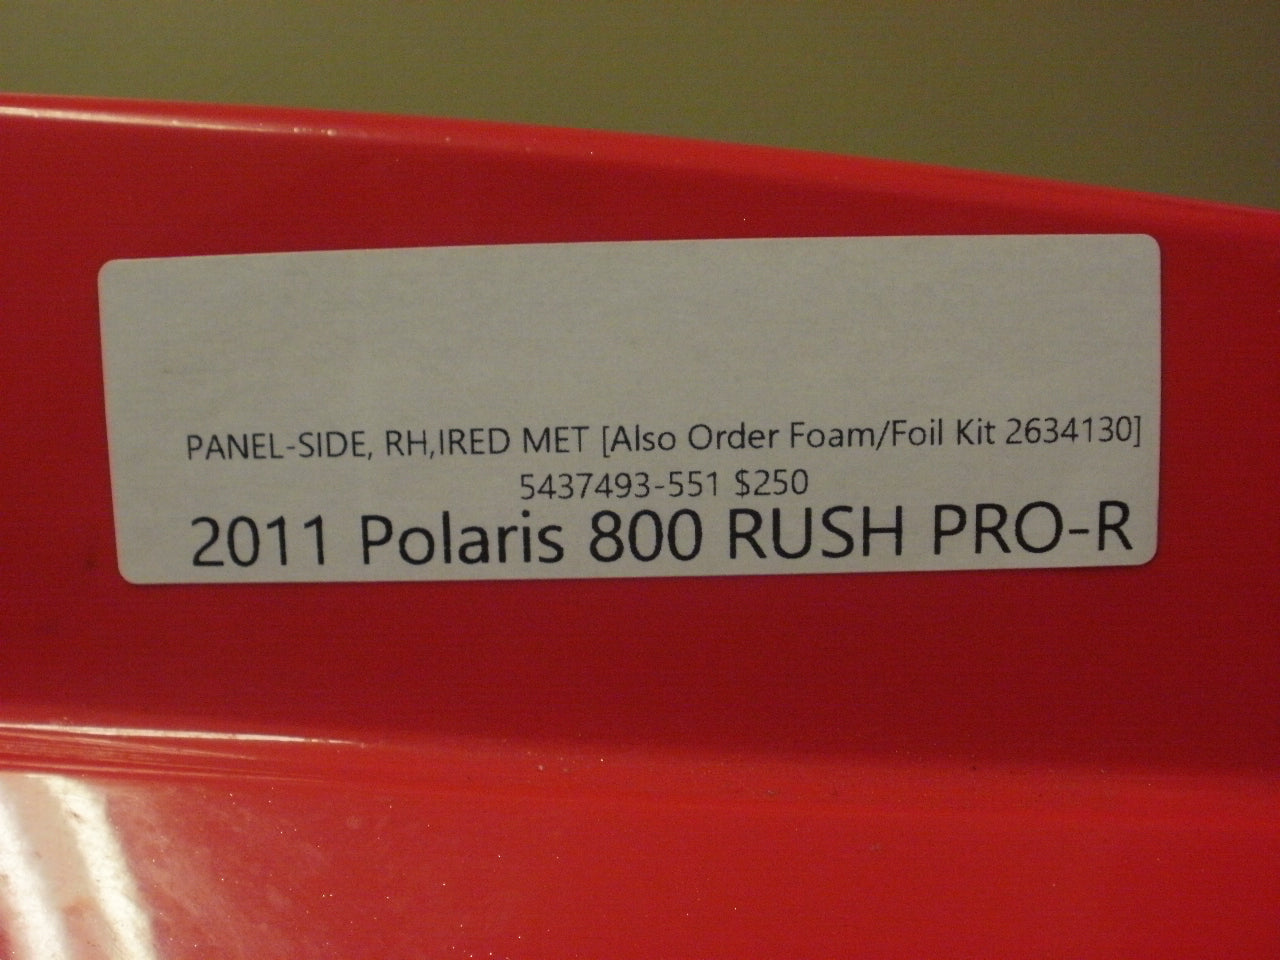 PANEL-SIDE, RH,IRED MET [Also Order Foam/Foil Kit 2634130]
5437493-551 $250
2011 Polaris 800 RUSH PRO-R